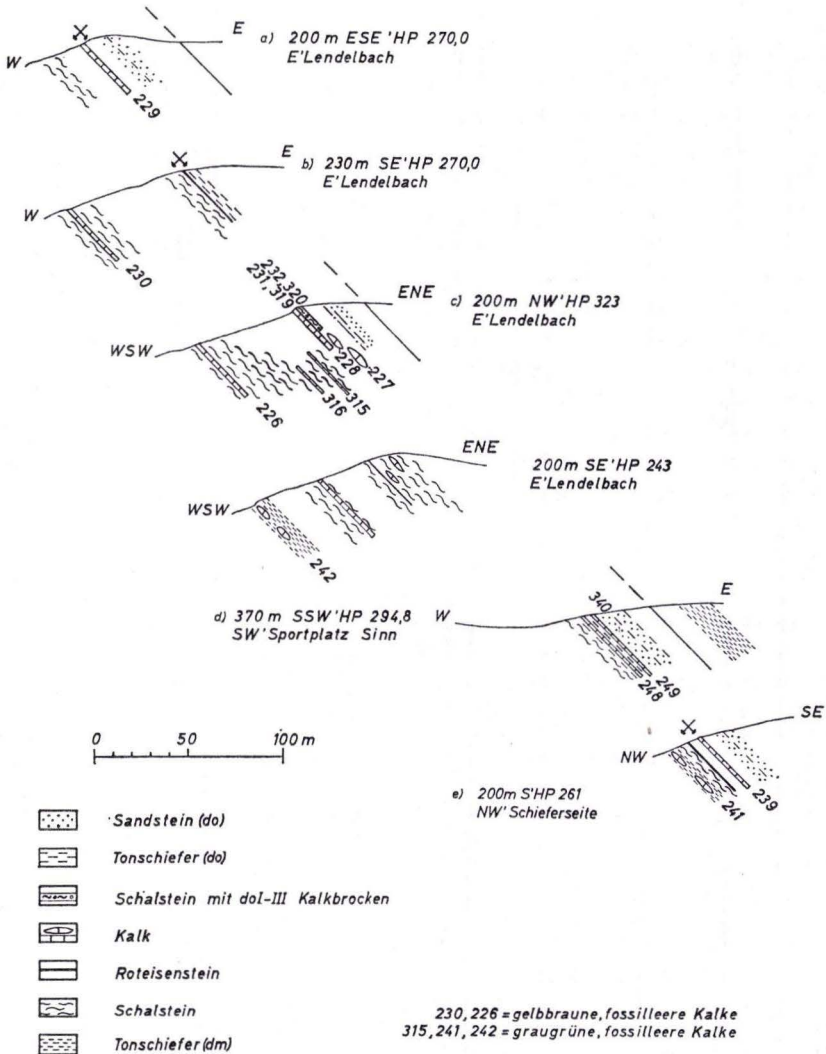 E
a) 200 m ESE'HP 270,0
E'Lendelbach
W
229
E
b) 230m SE'HP 270,0
E'Lendelbach
W
230
232,320
231,319
ENE
c) 200m NW'HP 323
E'Lendelbach
WSW
228
227
226
316
315
ENE
200m SE'HP 243
E'Lendelbach
WSW
242
d) 370 m SSW'HP 294,8
SW'Sportplatz Sinn
W
340
E
248
249
SE
NW
e) 200m S'HP 261
NW'Schieferseite
241
239
0 50 100 m
Sandstein (do)
Tonschiefer (do)
Schalstein mit doI-III Kalkbrocken
Kalk
Roteisenstein
Schalstein
Tonschiefer (dm)
230,226 = gelbbraune, fossilleere Kalke
315,241,242 = graugrüne, fossilleere Kalke